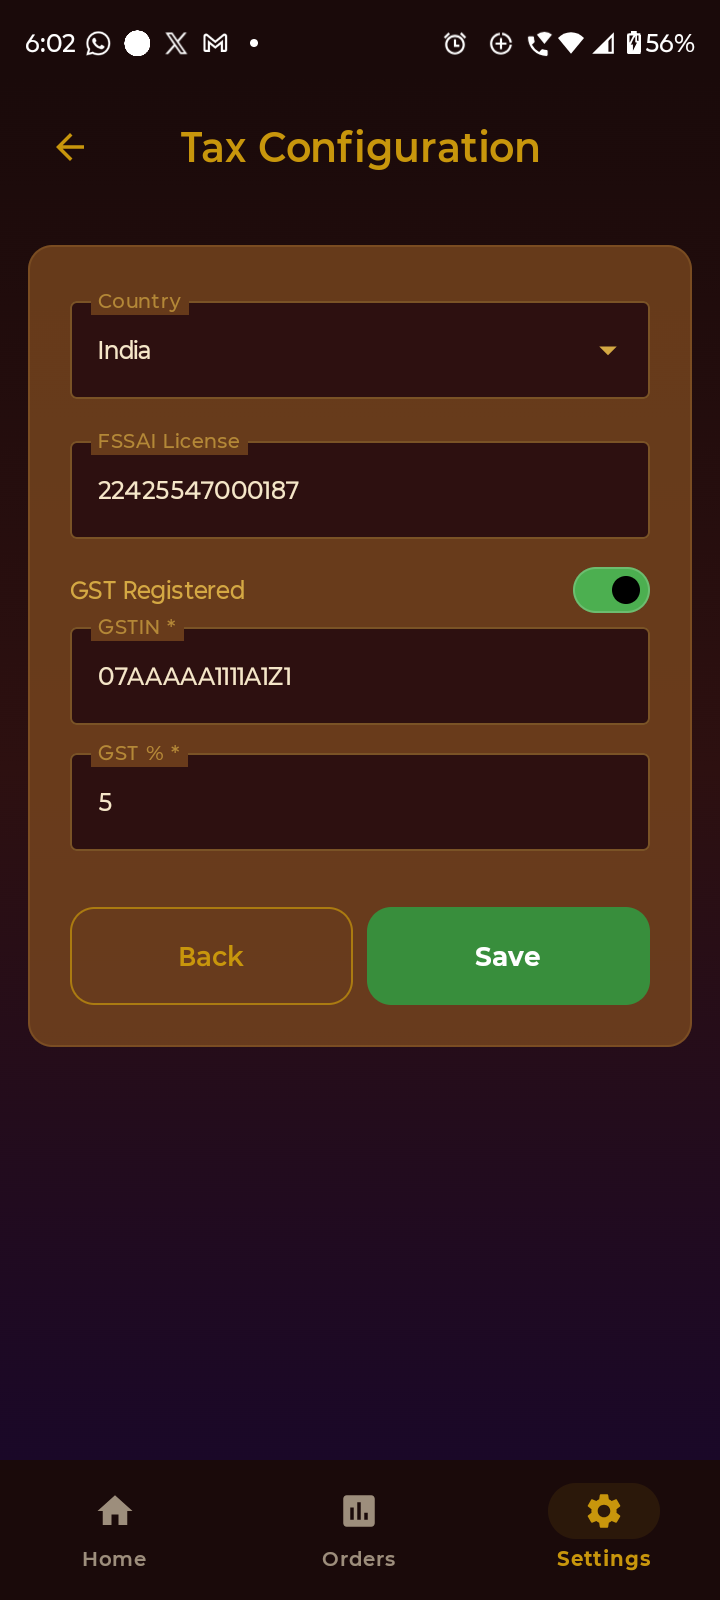 6:02
56%
Tax Configuration
Country
India
FSSAI License
22425547000187
GST Registered
GSTIN *
07AAAAA1111A1Z1
GST % *
5
Back
Save
Home
Orders
Settings